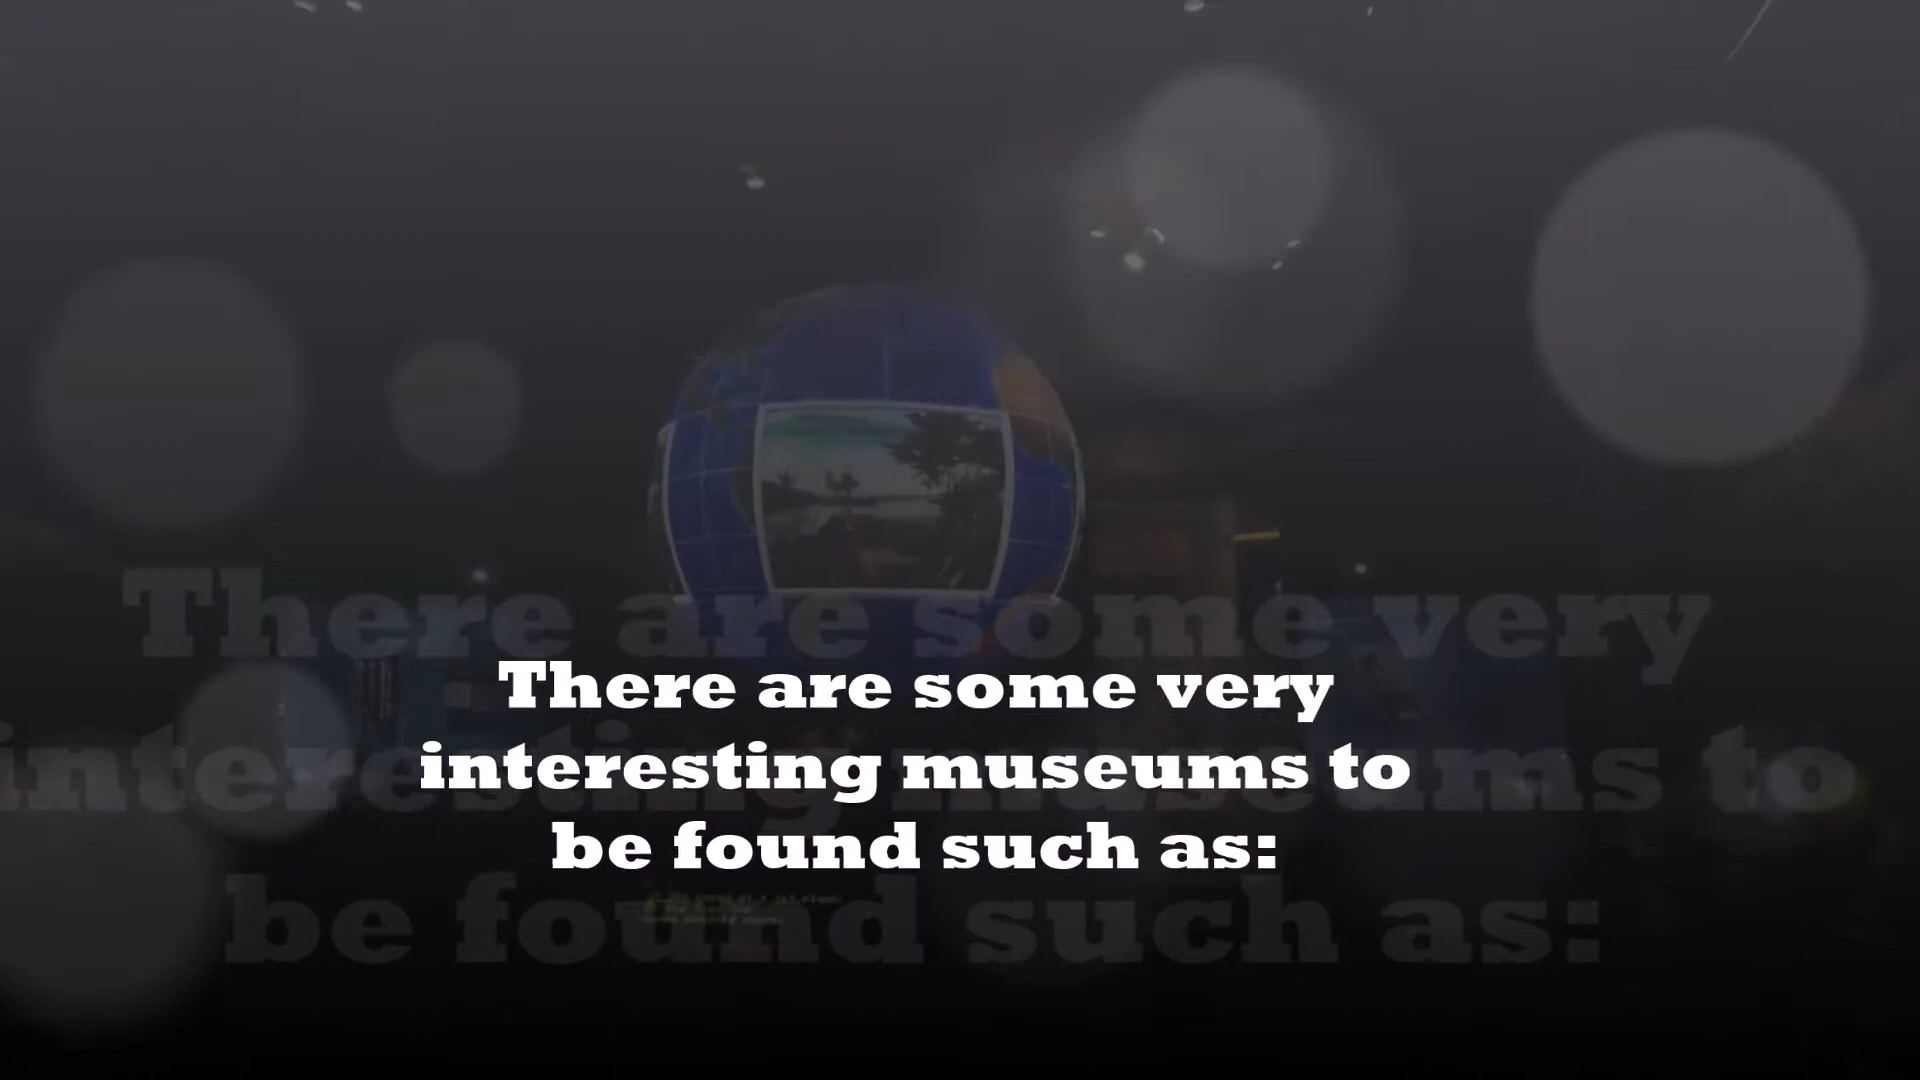 There are some very
interesting museums to
be found such as: